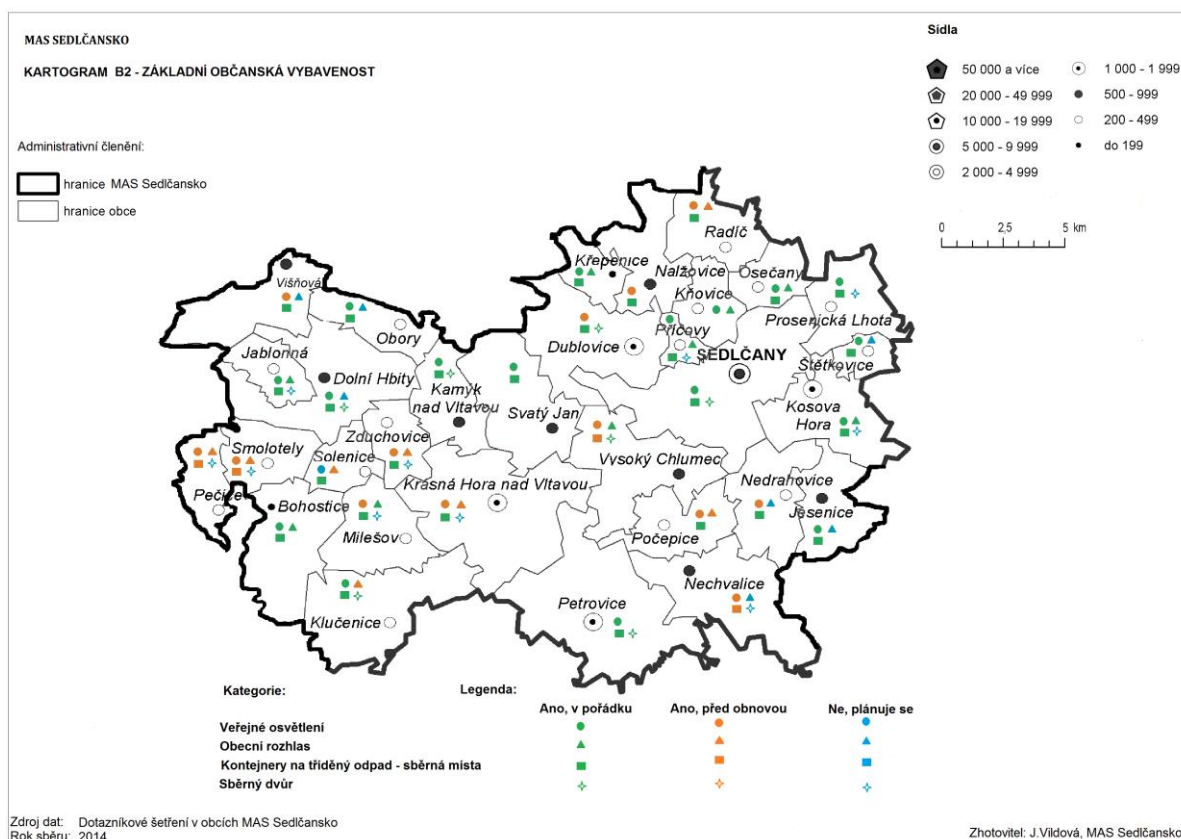 MAS SEDLČANSKO
KARTOGRAM B2 - ZÁKLADNÍ OBČANSKÁ VYBAVENOST
Sídla
50 000 a více
20 000 - 49 999
10 000 - 19 999
5 000 - 9 999
2 000 - 4 999
1 000 - 1 999
500 - 999
200 - 499
do 199
Administrativní členění:
hranice MAS Sedlčansko
hranice obce
0 2,5 5 km
Radíč
Křepenice
Nalžovice
Osečany
Višňová
Kňovice
Prosenická Lhota
Obory
Příčovy
Dublovice
SEDLČANY
Štětkovice
Jablonná
Dolní Hbity
Kamýk
nad Vltavou
Svatý Jan
Kosova
Hora
Zduchovice
Smolotely
Solenice
Vysoký Chlumec
Krásná Hora nad Vltavou
Nedrahovice
Pečice
Bohostice
Jesenice
Milešov
Počepice
Nechvalice
Klučenice
Petrovice
Kategorie:
Legenda:
Ano, v pořádku
Ano, před obnovou
Ne, plánuje se
Veřejné osvětlení
Obecní rozhlas
Kontejnery na tříděný odpad - sběrná místa
Sběrný dvůr
Zdroj dat: Dotazníkové šetření v obcích MAS Sedlčansko
Rok sběru: 2014
Zhotovitel: J.Vildová, MAS Sedlčansko